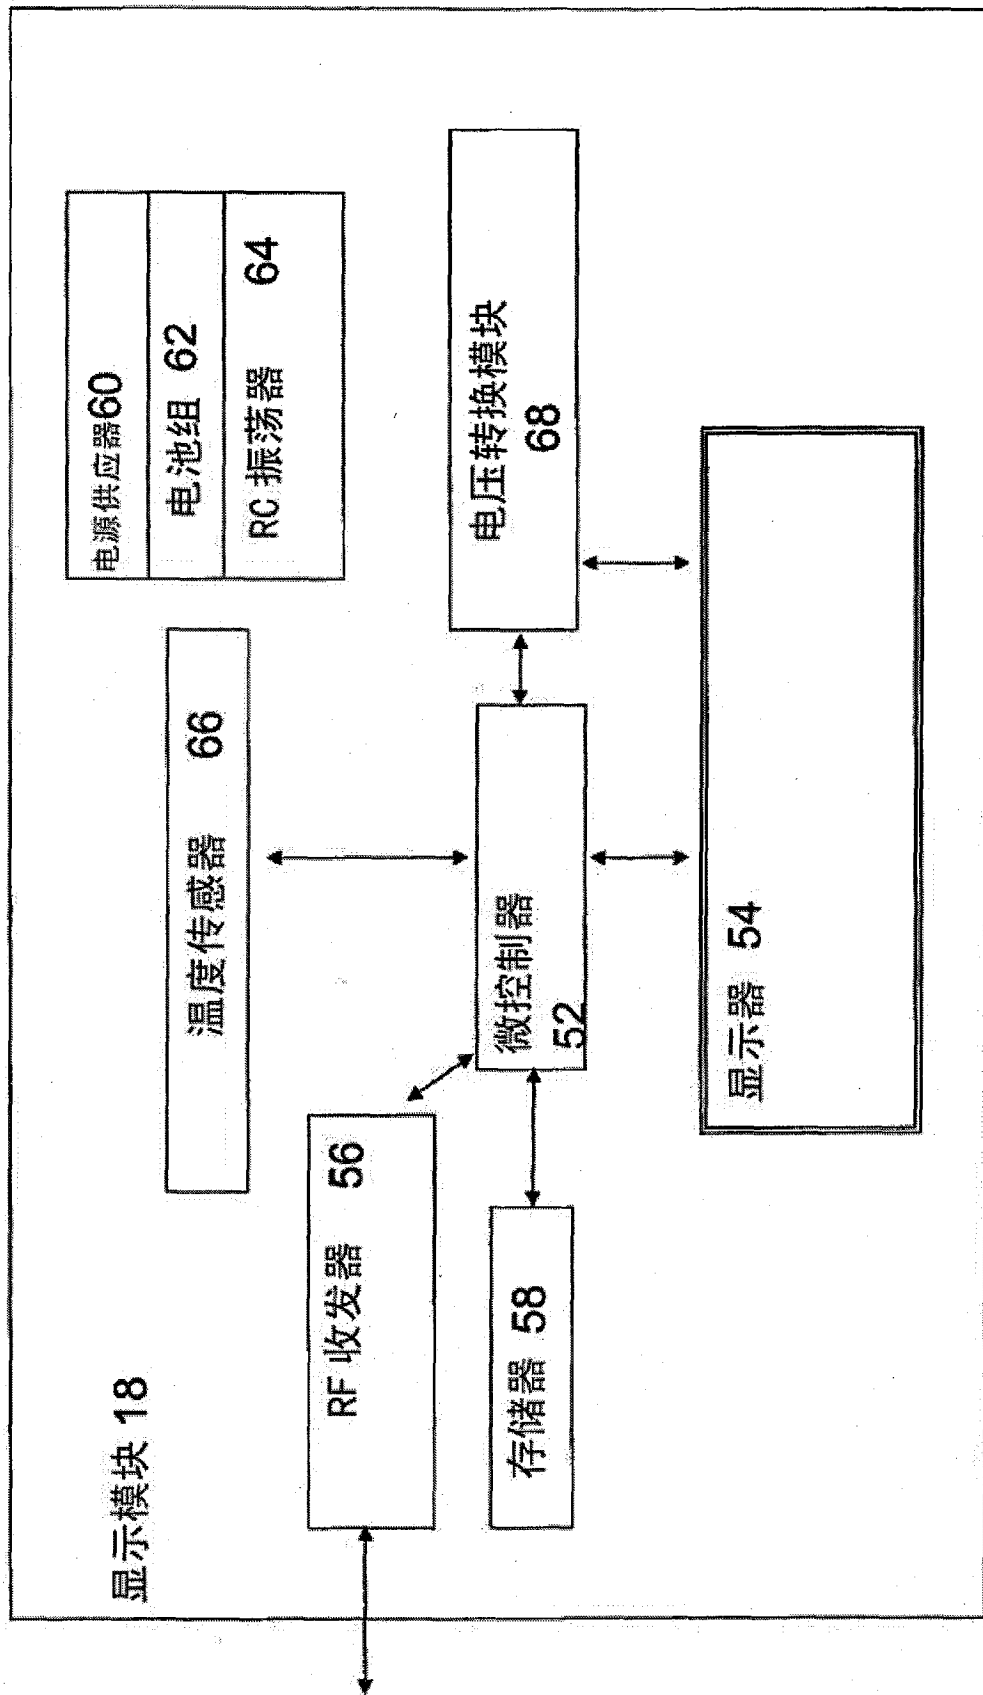 显示模块 18
电源供应器60
电池组 62
RC 振荡器 64
温度传感器 66
RF 收发器 56
存储器 58
微控制器
52
电压转换模块
68
显示器 54